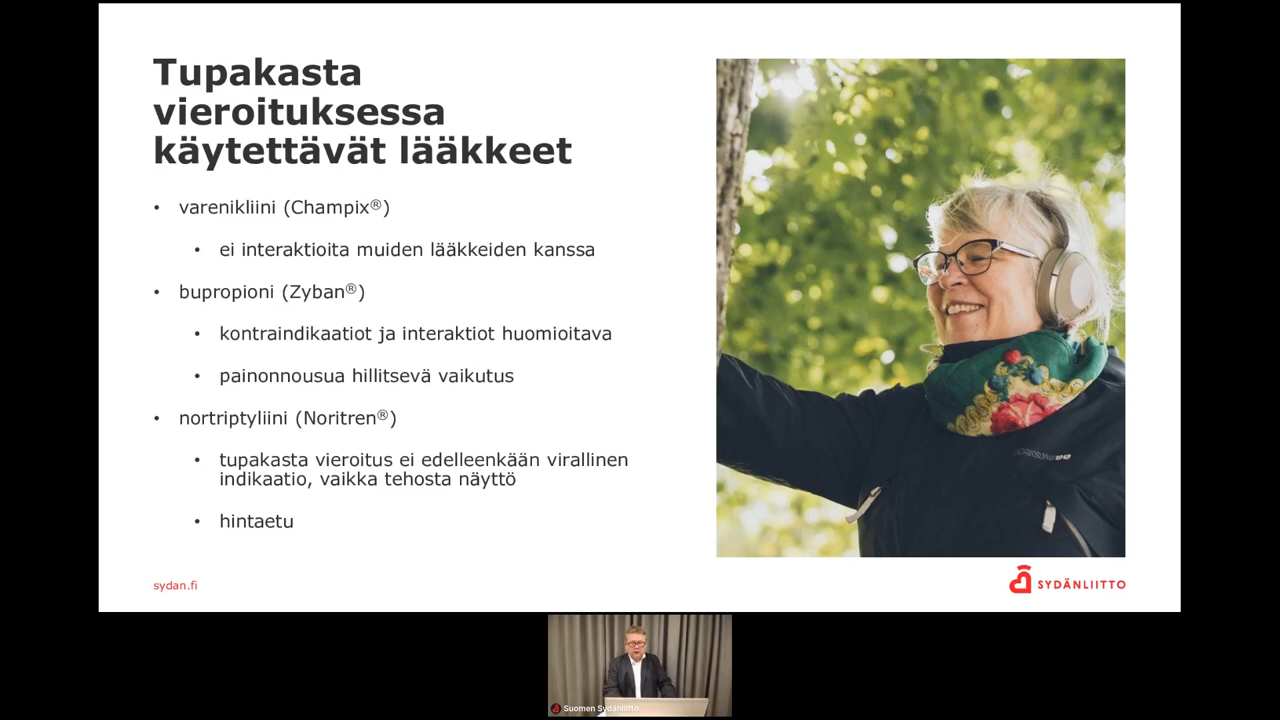 Tupakasta
vieroituksessa
käytettävät lääkkeet
• varenikliini (Champix®)
• ei interaktioita muiden lääkkeiden kanssa
• bupropioni (Zyban®)
• kontraindikaatiot ja interaktiot huomioitava
• painonnousua hillitsevä vaikutus
• nortriptyliini (Noritren®)
• tupakasta vieroitus ei edelleenkään virallinen
indikaatio, vaikka tehosta näyttö
• hintaetu
sydan.fi
SYDÄNLIITTO
Suomen Sydänliitto